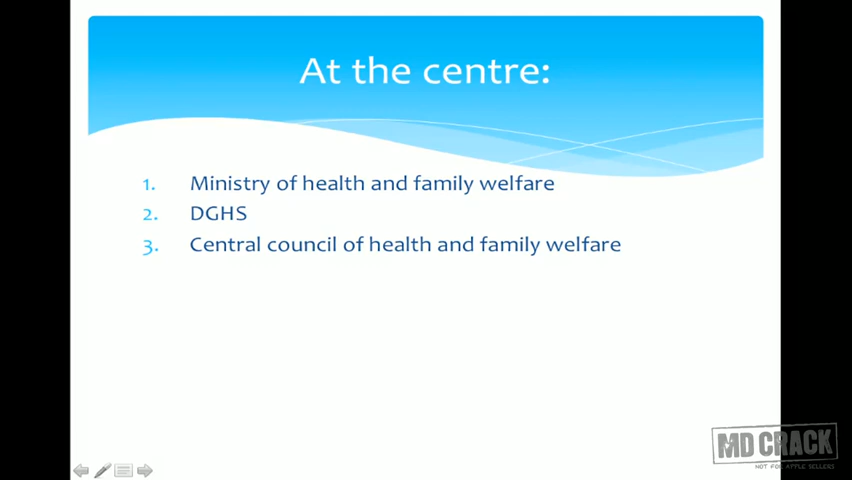 At the centre:
1. Ministry of health and family welfare
2. DGHS
3. Central council of health and family welfare
MD CRACK
NOT FOR APPLE SELLERS